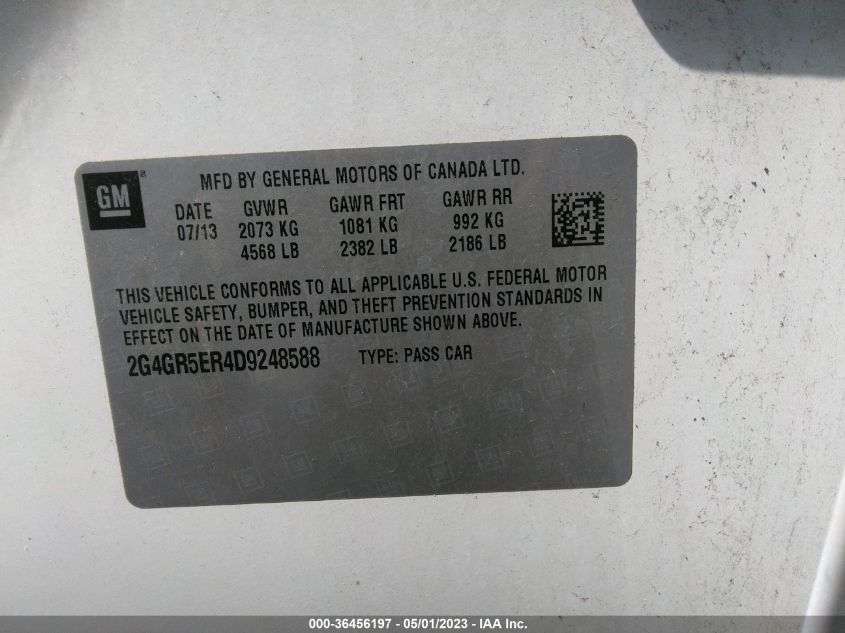 GM
MFD BY GENERAL MOTORS OF CANADA LTD.
DATE GVWR GAWR FRT GAWR RR
07/13 2073 KG 1081 KG 992 KG
4568 LB 2382 LB 2186 LB
THIS VEHICLE CONFORMS TO ALL APPLICABLE U.S. FEDERAL MOTOR
VEHICLE SAFETY, BUMPER, AND THEFT PREVENTION STANDARDS IN
EFFECT ON THE DATE OF MANUFACTURE SHOWN ABOVE.
2G4GR5ER4D9248588 TYPE: PASS CAR
000-36456197 - 05/01/2023 - IAA Inc.